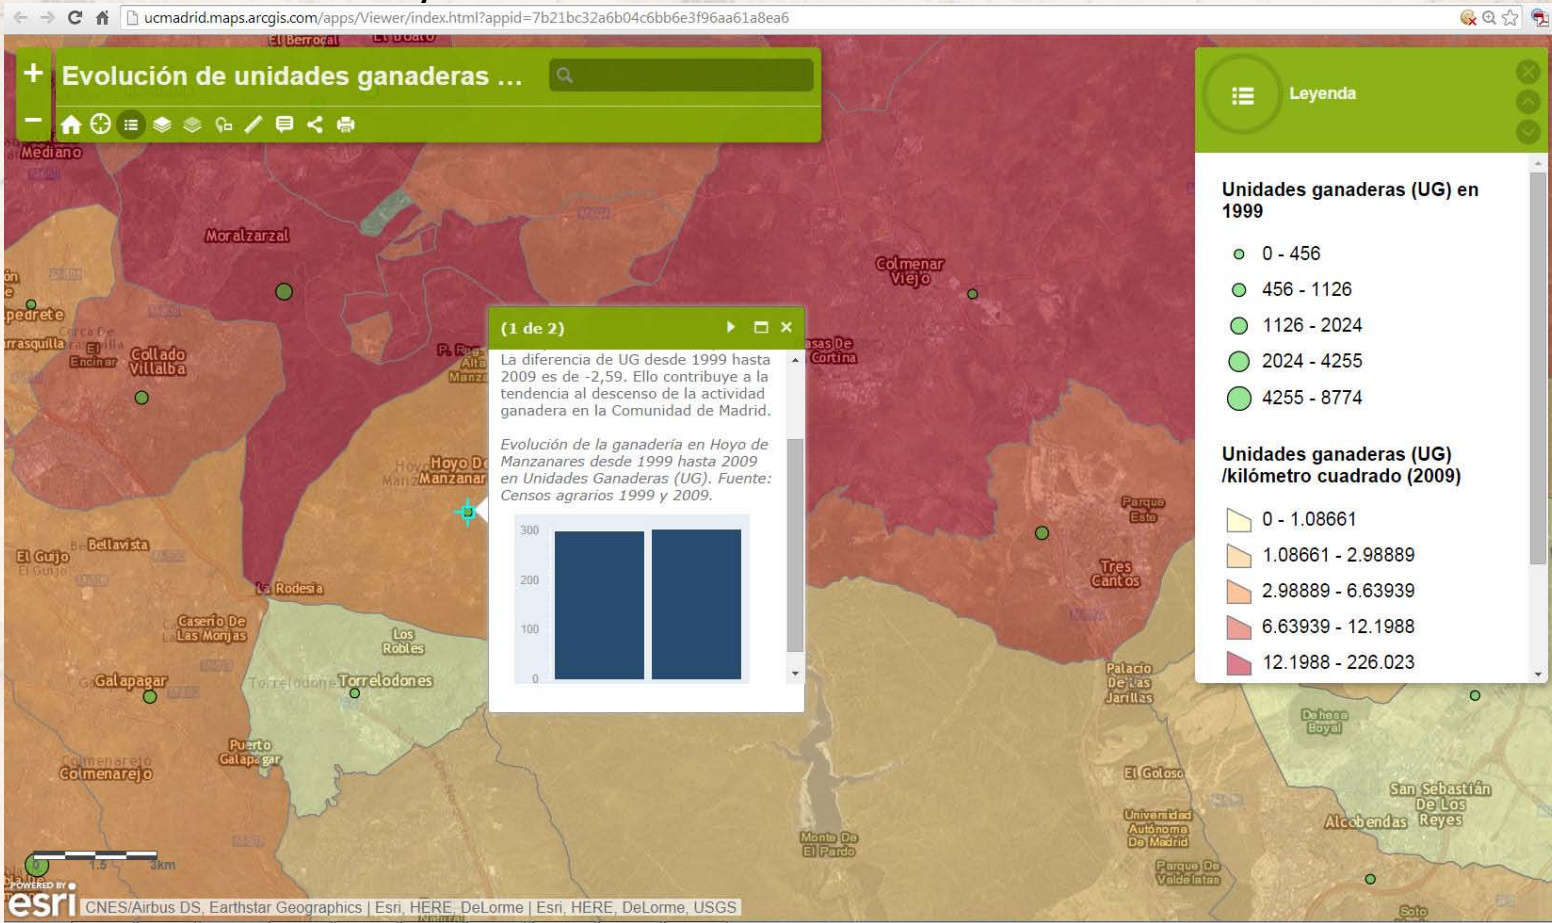 ucmadrid.maps.arcgis.com/apps/Viewer/index.html?appid=7b21bc32a6b04c6bb6e3f96aa61a8ea6
El Berrocal
Evolución de unidades ganaderas ...
Leyenda
Mediano
Unidades ganaderas (UG) en
1999
0 - 456
456 - 1126
1126 - 2024
2024 - 4255
4255 - 8774
Unidades ganaderas (UG)
/kilómetro cuadrado (2009)
0 - 1.08661
1.08661 - 2.98889
2.98889 - 6.63939
6.63939 - 12.1988
12.1988 - 226.023
Moralzarzal
Colmenar
Viejo
(1 de 2)
La diferencia de UG desde 1999 hasta
2009 es de -2,59. Ello contribuye a la
tendencia al descenso de la actividad
ganadera en la Comunidad de Madrid.
Evolución de la ganadería en Hoyo de
Manzanares desde 1999 hasta 2009
en Unidades Ganaderas (UG). Fuente:
Censos agrarios 1999 y 2009.
300
200
100
0
El
Encinar
Collado
Villalba
Cortina
Hoyo De
Manzanar
Parque
Este
Tres
Cantos
El Guijo
Bellavista
La Rodesia
Caserío De
Las Monjas
Los
Robles
Galapagar
Torrelodones
Palacio
De Las
Jarillas
Dehesa
Boyal
Puerto
Galapagar
Colmenarejo
El Goloso
San Sebastián
De Los
Reyes
Alcobendas
Universidad
Autónoma
De Madrid
Monte De
El Pardo
Parque De
Valdelatas
Soto
0 1.5 3km
POWERED BY
esri
CNES/Airbus DS, Earthstar Geographics | Esri, HERE, DeLorme | Esri, HERE, DeLorme, USGS